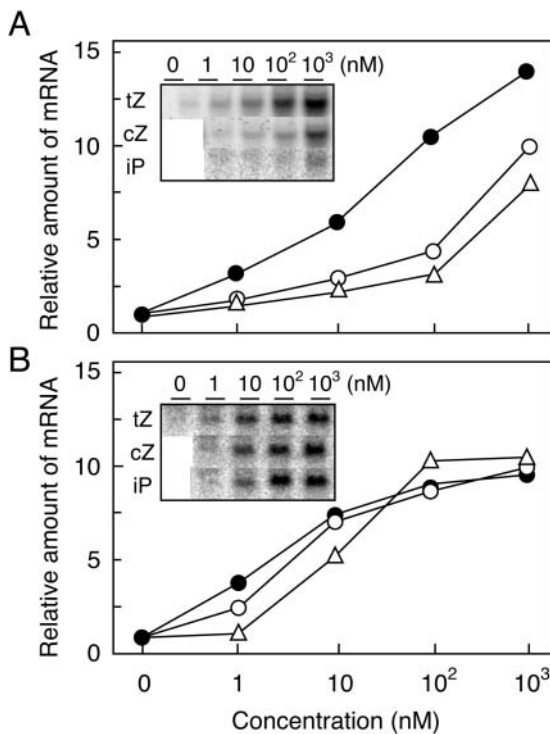 A
Relative amount of mRNA
15
10
5
0
0 1 10 10² 10³ (nM)
tZ
cZ
iP
B
Relative amount of mRNA
15
10
5
0
0 1 10 10² 10³ (nM)
tZ
cZ
iP
0 1 10 10² 10³
Concentration (nM)